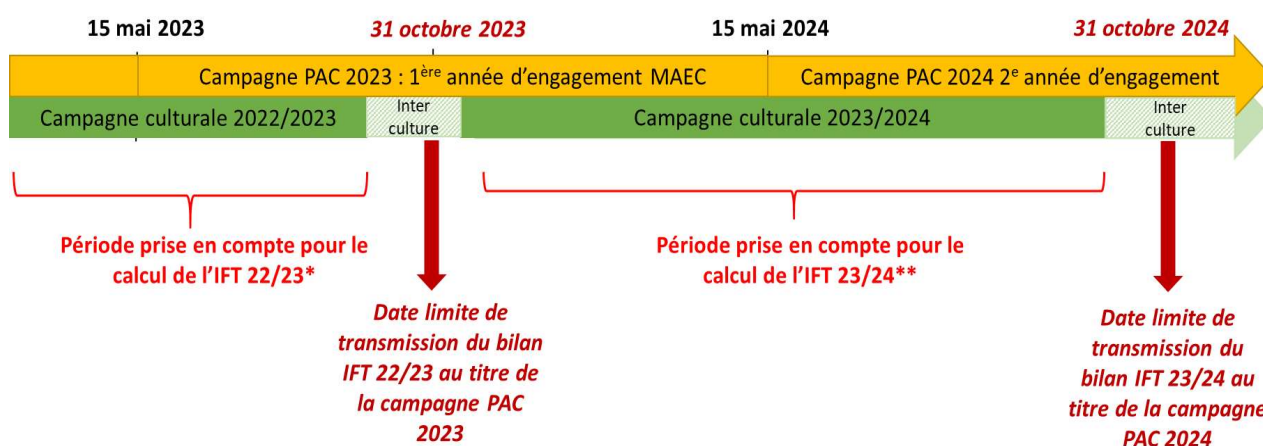 15 mai 2023
31 octobre 2023
15 mai 2024
31 octobre 2024
Campagne PAC 2023 : 1ère année d’engagement MAEC
Campagne PAC 2024 2e année d’engagement
Campagne culturale 2022/2023
Inter
culture
Campagne culturale 2023/2024
Inter
culture
Période prise en compte pour le
calcul de l’IFT 22/23*
Période prise en compte pour le
calcul de l’IFT 23/24**
Date limite de
transmission du bilan
IFT 22/23 au titre de
la campagne PAC
2023
Date limite de
transmission du
bilan IFT 23/24 au
titre de la campagne
PAC 2024